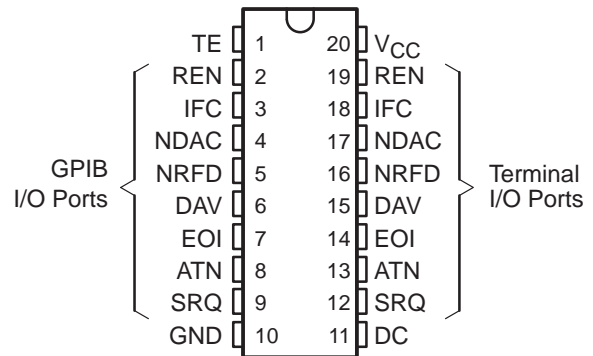 TE 1 20 VCC
REN 2 19 REN
IFC 3 18 IFC
NDAC 4 17 NDAC
NRFD 5 16 NRFD
DAV 6 15 DAV
EOI 7 14 EOI
ATN 8 13 ATN
SRQ 9 12 SRQ
GND 10 11 DC
GPIB
I/O Ports
Terminal
I/O Ports